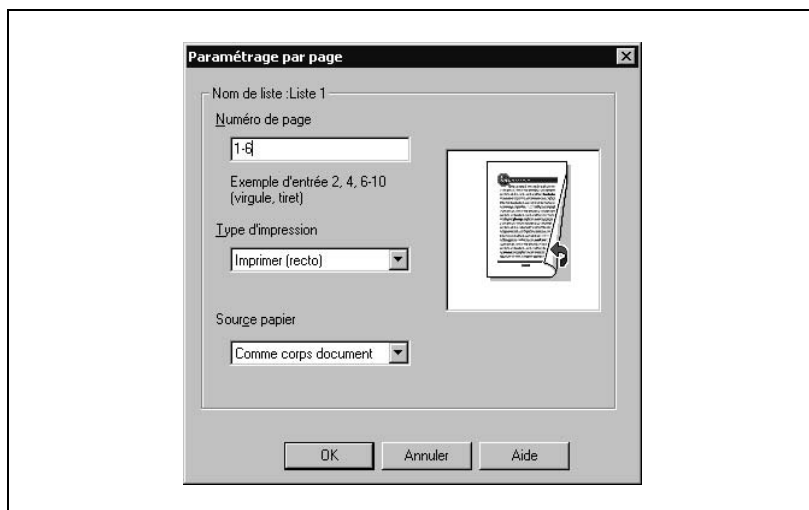 Paramétrage par page
Nom de liste :Liste 1
Numéro de page
1-6
Exemple d'entrée 2, 4, 6-10
(virgule, tiret)
Type d'impression
Imprimer (recto)
Source papier
Comme corps document
OK
Annuler
Aide